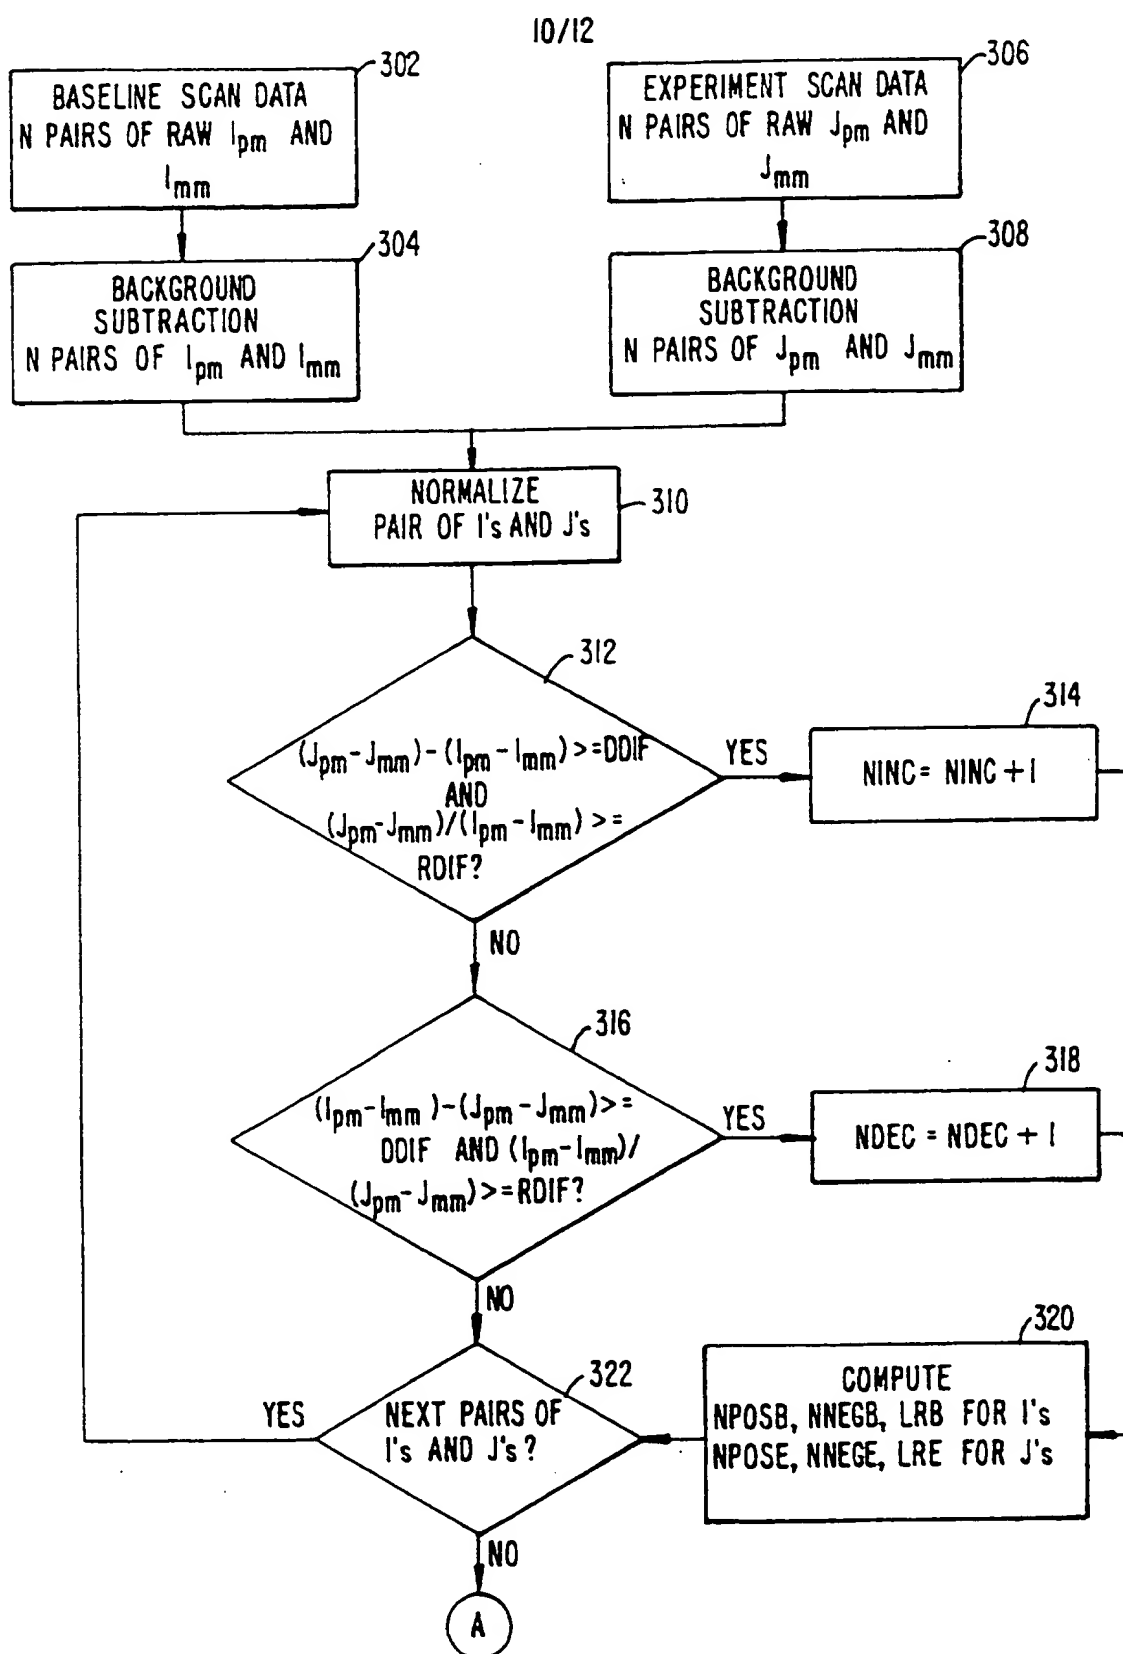 10/12
302
BASELINE SCAN DATA
N PAIRS OF RAW Ipm AND
Imm
306
EXPERIMENT SCAN DATA
N PAIRS OF RAW Jpm AND
Jmm
304
BACKGROUND
SUBTRACTION
N PAIRS OF Ipm AND Imm
308
BACKGROUND
SUBTRACTION
N PAIRS OF Jpm AND Jmm
NORMALIZE
PAIR OF I's AND J's
310
312
(Jpm-Jmm)-(Ipm-Imm)>=DDIF
AND
(Jpm-Jmm)/(Ipm-Imm)>=
RDIF?
YES
314
NINC= NINC+1
NO
316
(Ipm-Imm)-(Jpm-Jmm)>=
DDIF AND (Ipm-Imm)/
(Jpm-Jmm)>=RDIF?
YES
318
NDEC = NDEC + 1
NO
322
NEXT PAIRS OF
I's AND J's?
YES
320
COMPUTE
NPOSB, NNEGB, LRB FOR I's
NPOSE, NNEGE, LRE FOR J's
NO
A